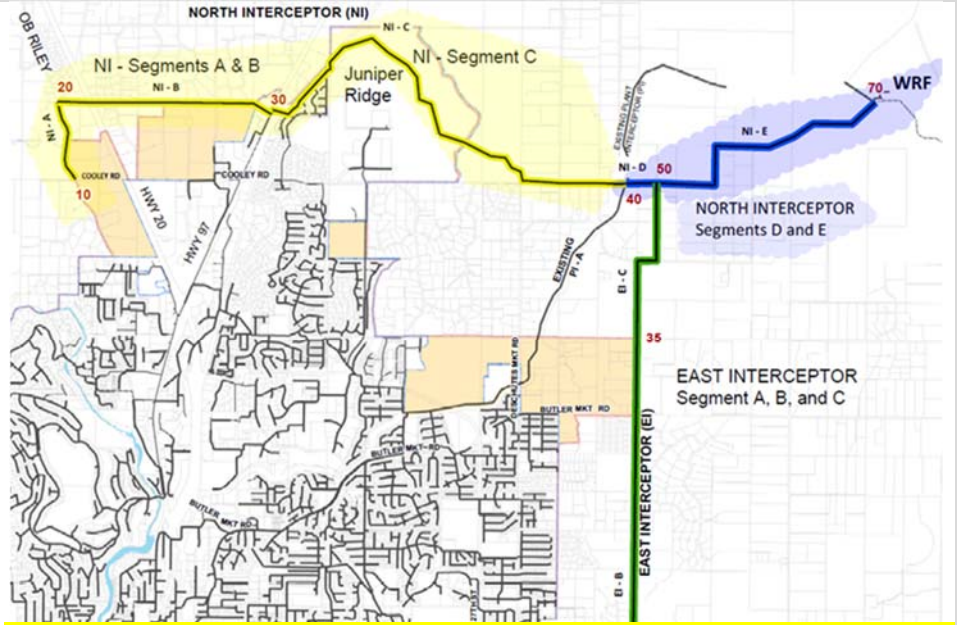 NORTH INTERCEPTOR (NI)
OB RILEY
NI - C
NI - Segments A & B
NI - Segment C
NI - B
Juniper
Ridge
20
30
NI - A
10
COOLEY RD
COOLEY RD
HWY 20
HWY 97
EXISTING PLANT
INTERCEPTOR (PI)
70
WRF
NI - E
NI - D
50
40
NORTH INTERCEPTOR
Segments D and E
EXISTING
PI - A
EI - C
35
EAST INTERCEPTOR
Segment A, B, and C
DESCHUTES MKT RD
BUTLER MKT RD
BUTLER MKT RD
BUTLER MKT RD
EAST INTERCEPTOR (EI)
EI - B
27TH ST